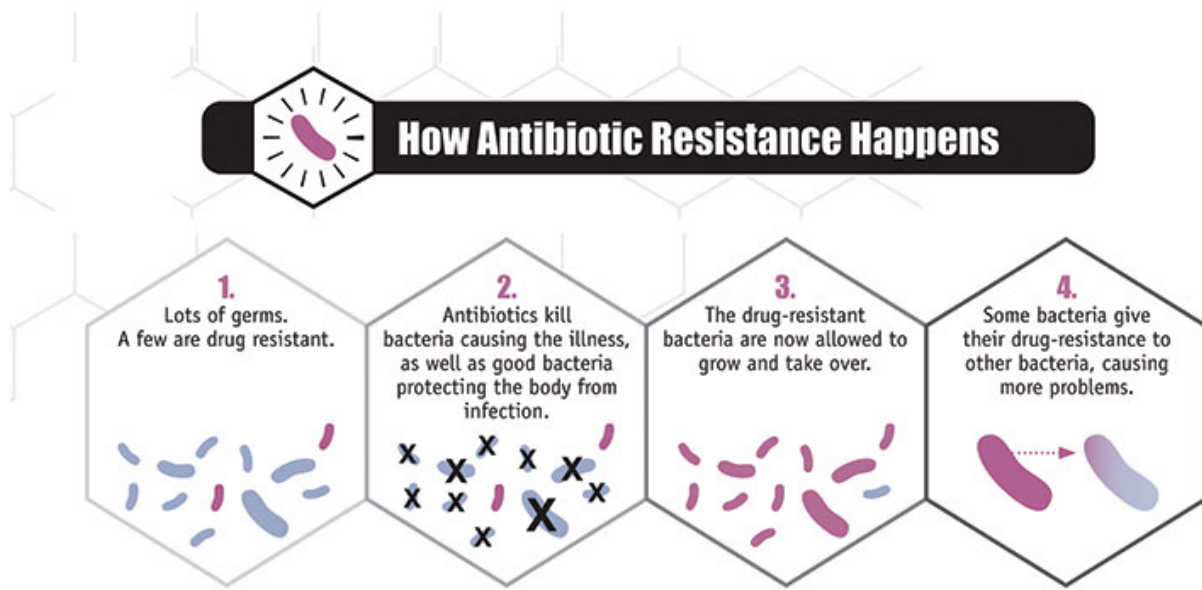 How Antibiotic Resistance Happens
1.
Lots of germs.
A few are drug resistant.
2.
Antibiotics kill
bacteria causing the illness,
as well as good bacteria
protecting the body from
infection.
X X X X X X X X X X
3.
The drug-resistant
bacteria are now allowed to
grow and take over.
4.
Some bacteria give
their drug-resistance to
other bacteria, causing
more problems.